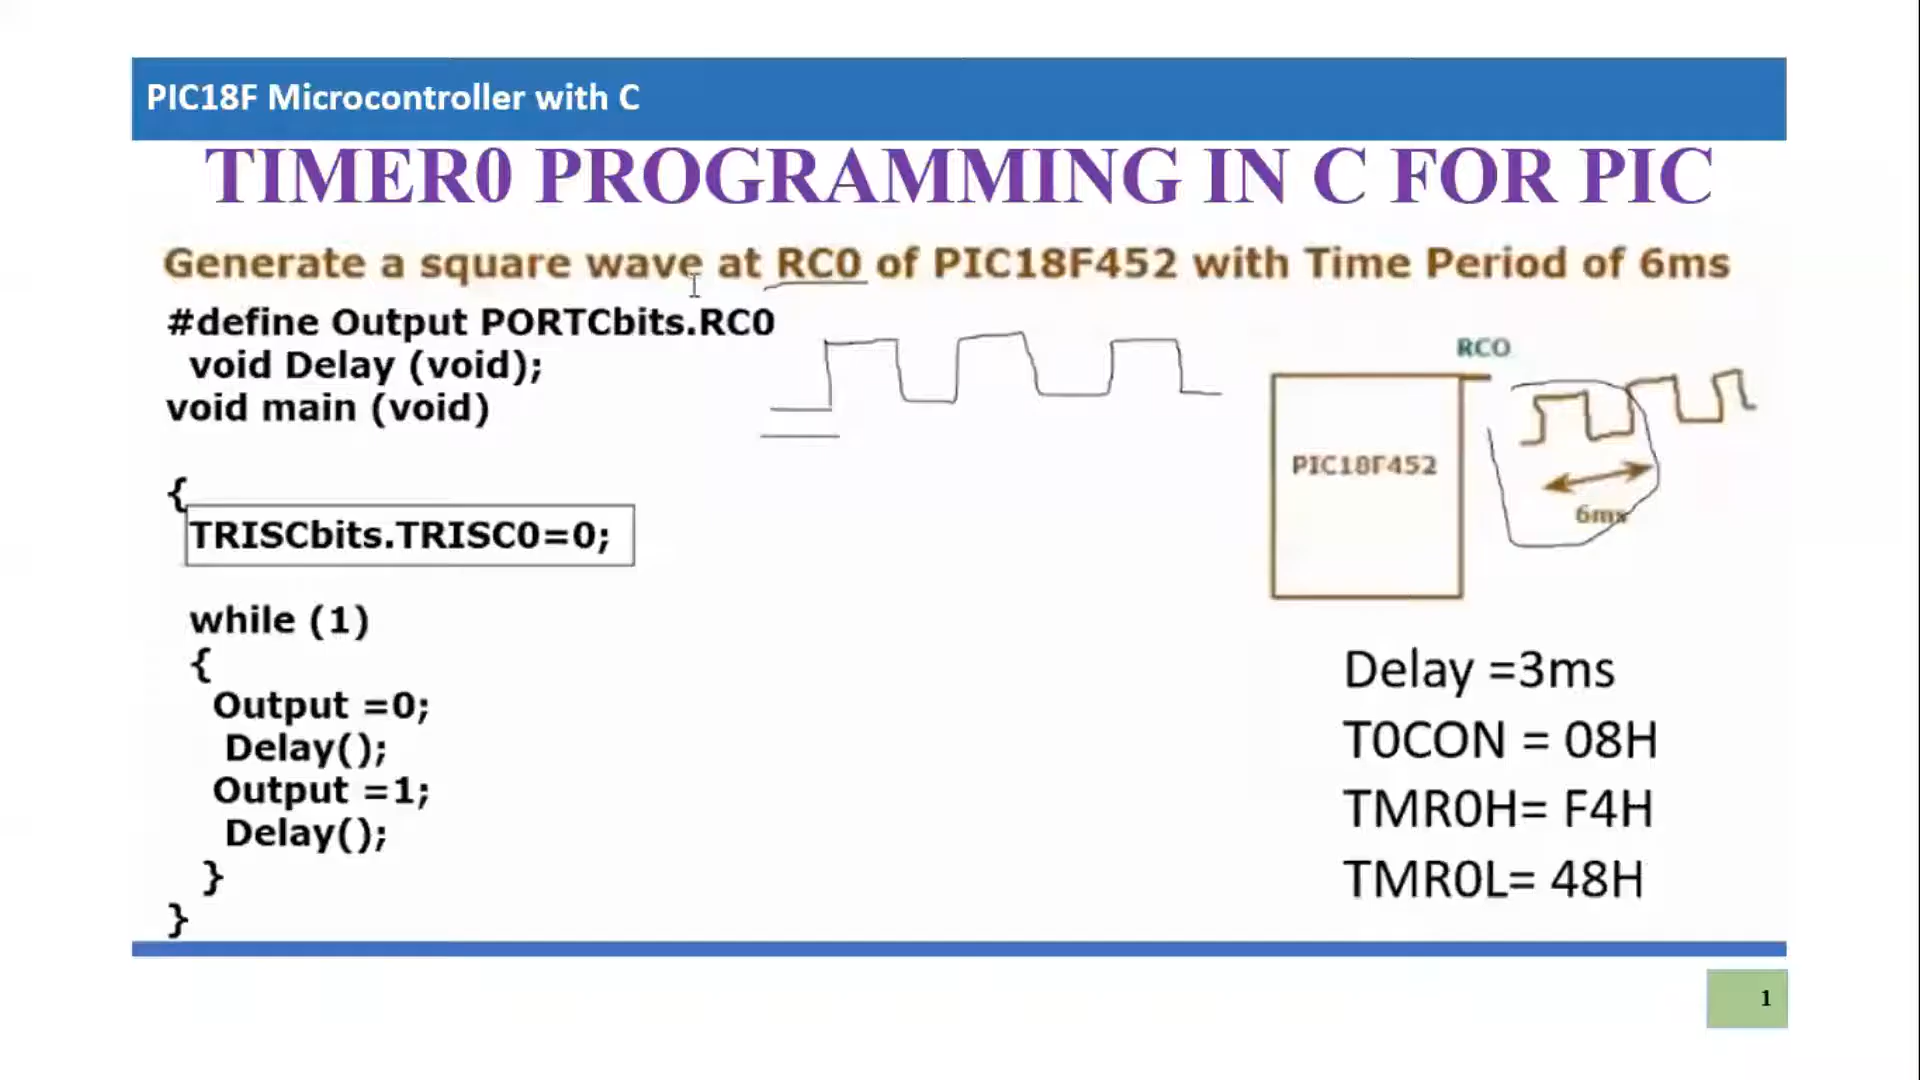 PIC18F Microcontroller with C
TIMER0 PROGRAMMING IN C FOR PIC
Generate a square wave at RC0 of PIC18F452 with Time Period of 6ms
#define Output PORTCbits.RC0
void Delay (void);
void main (void)
{
TRISCbits.TRISC0=0;
while (1)
{
Output =0;
Delay();
Output =1;
Delay();
}
}
RC0
PIC18F452
6ms
Delay =3ms
T0CON = 08H
TMR0H= F4H
TMR0L= 48H
1